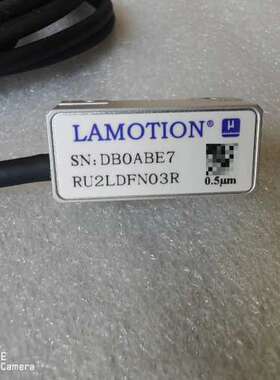 LAMOTION® μ
SN:DB0ABE7
RU2LDFN03R
0.5μm
E
Camera